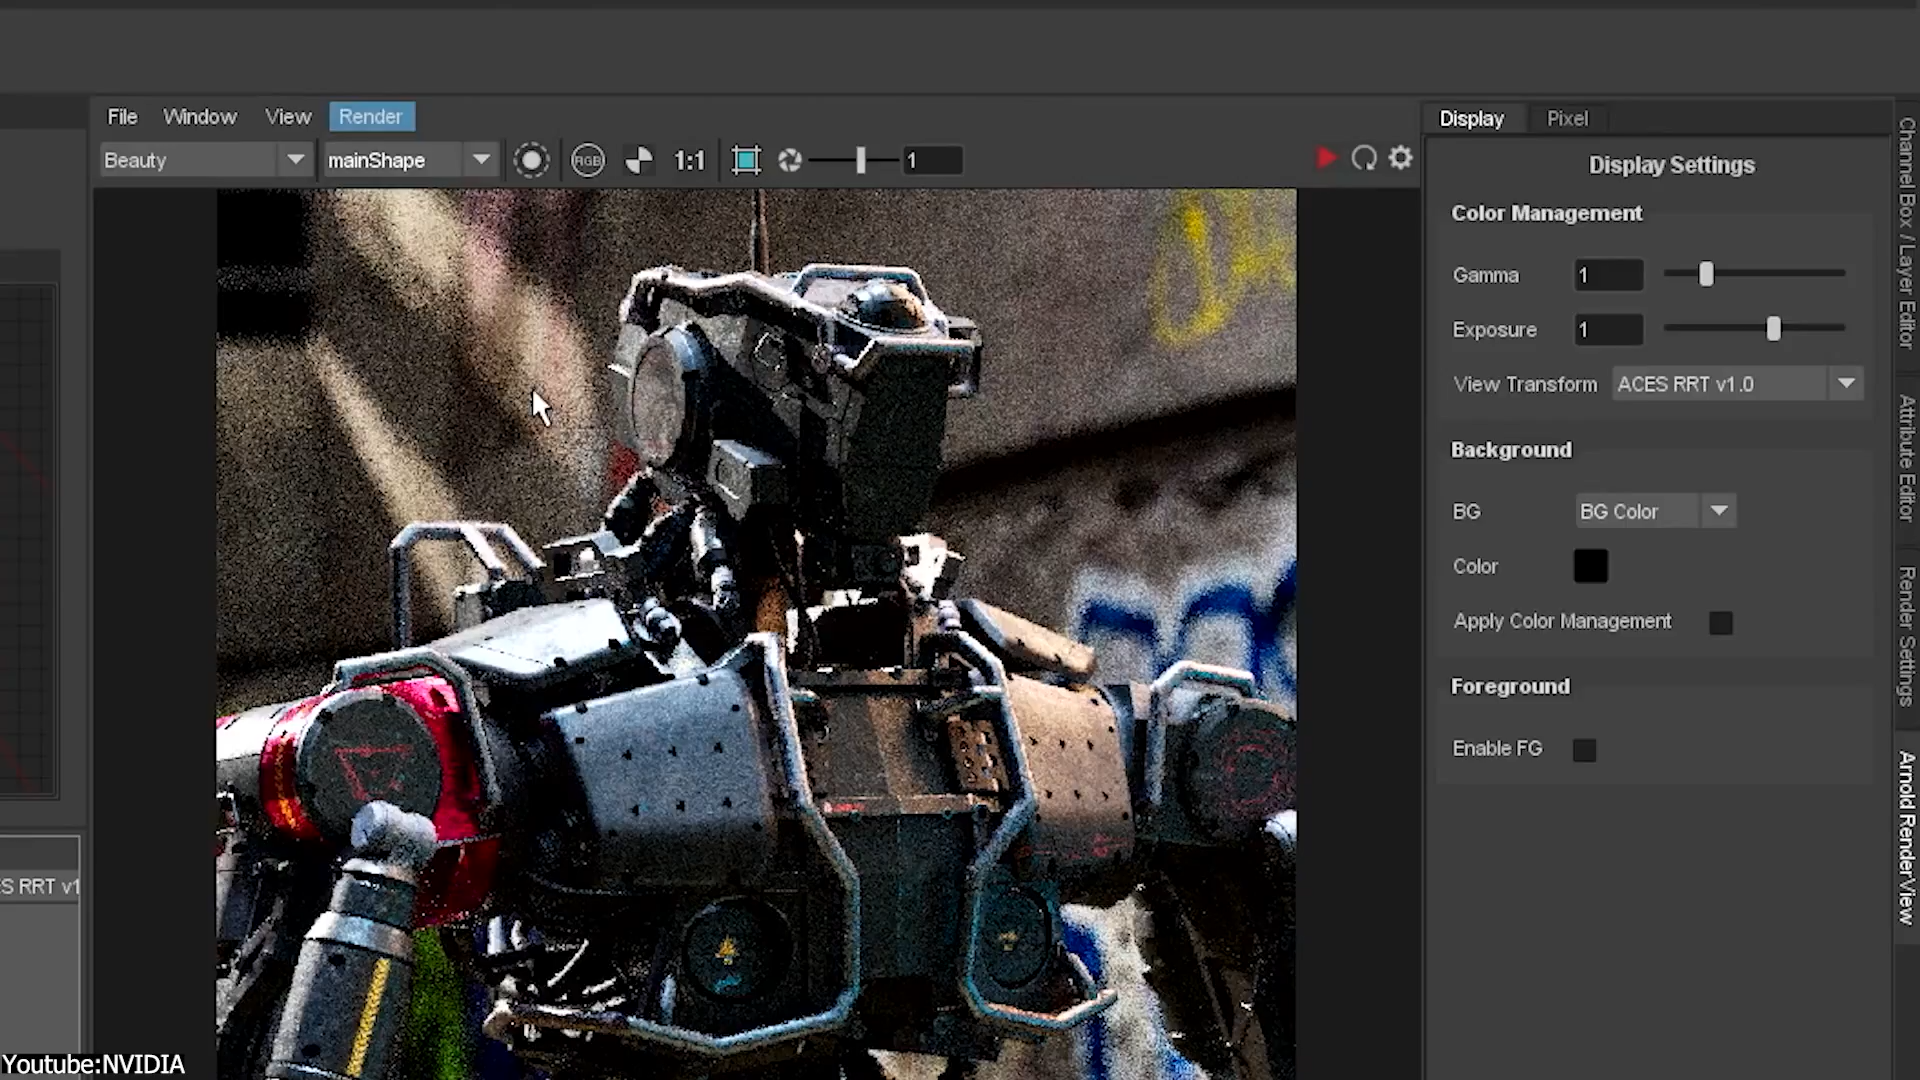 File Window View Render
Beauty mainShape RGB 1:1 1
Display Pixel
Display Settings
Color Management
Gamma 1
Exposure 1
View Transform ACES RRT v1.0
Background
BG BG Color
Color
Apply Color Management
Foreground
Enable FG
Channel Box / Layer Editor
Attribute Editor
Render Settings
Arnold RenderView
S RRT v1
Youtube:NVIDIA